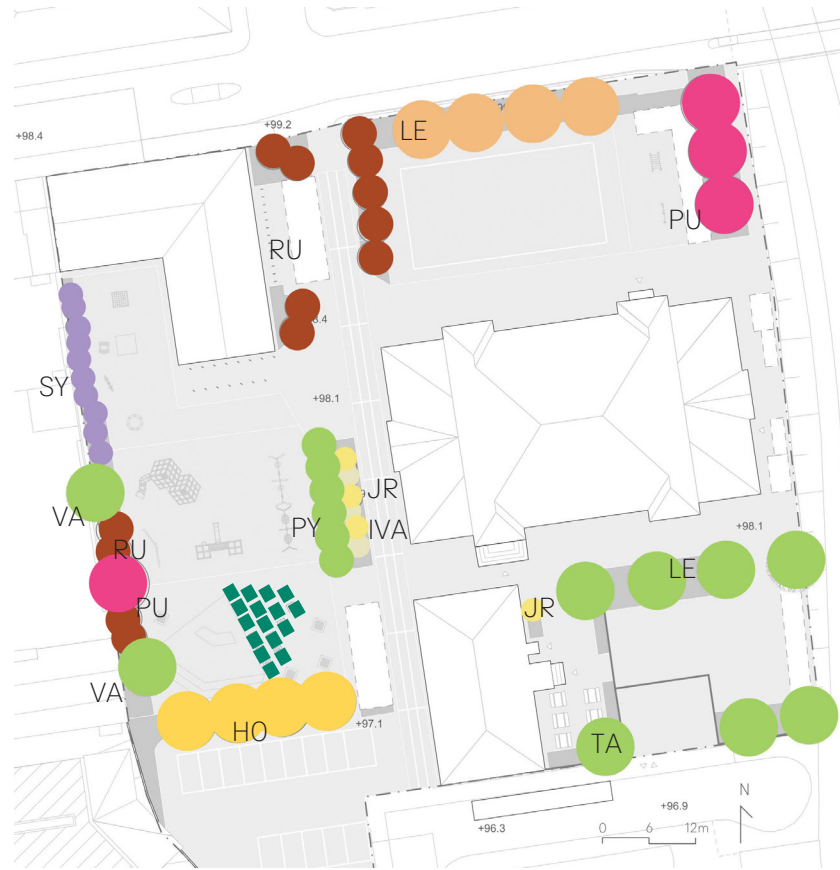 +99.2
LE
+98.4
PU
RU
SY
+98.1
JR
VA
PY
IVA
+98.1
RU
LE
PU
JR
VA
HO
+97.1
TA
N
+96.9
0 6 12m
+96.3